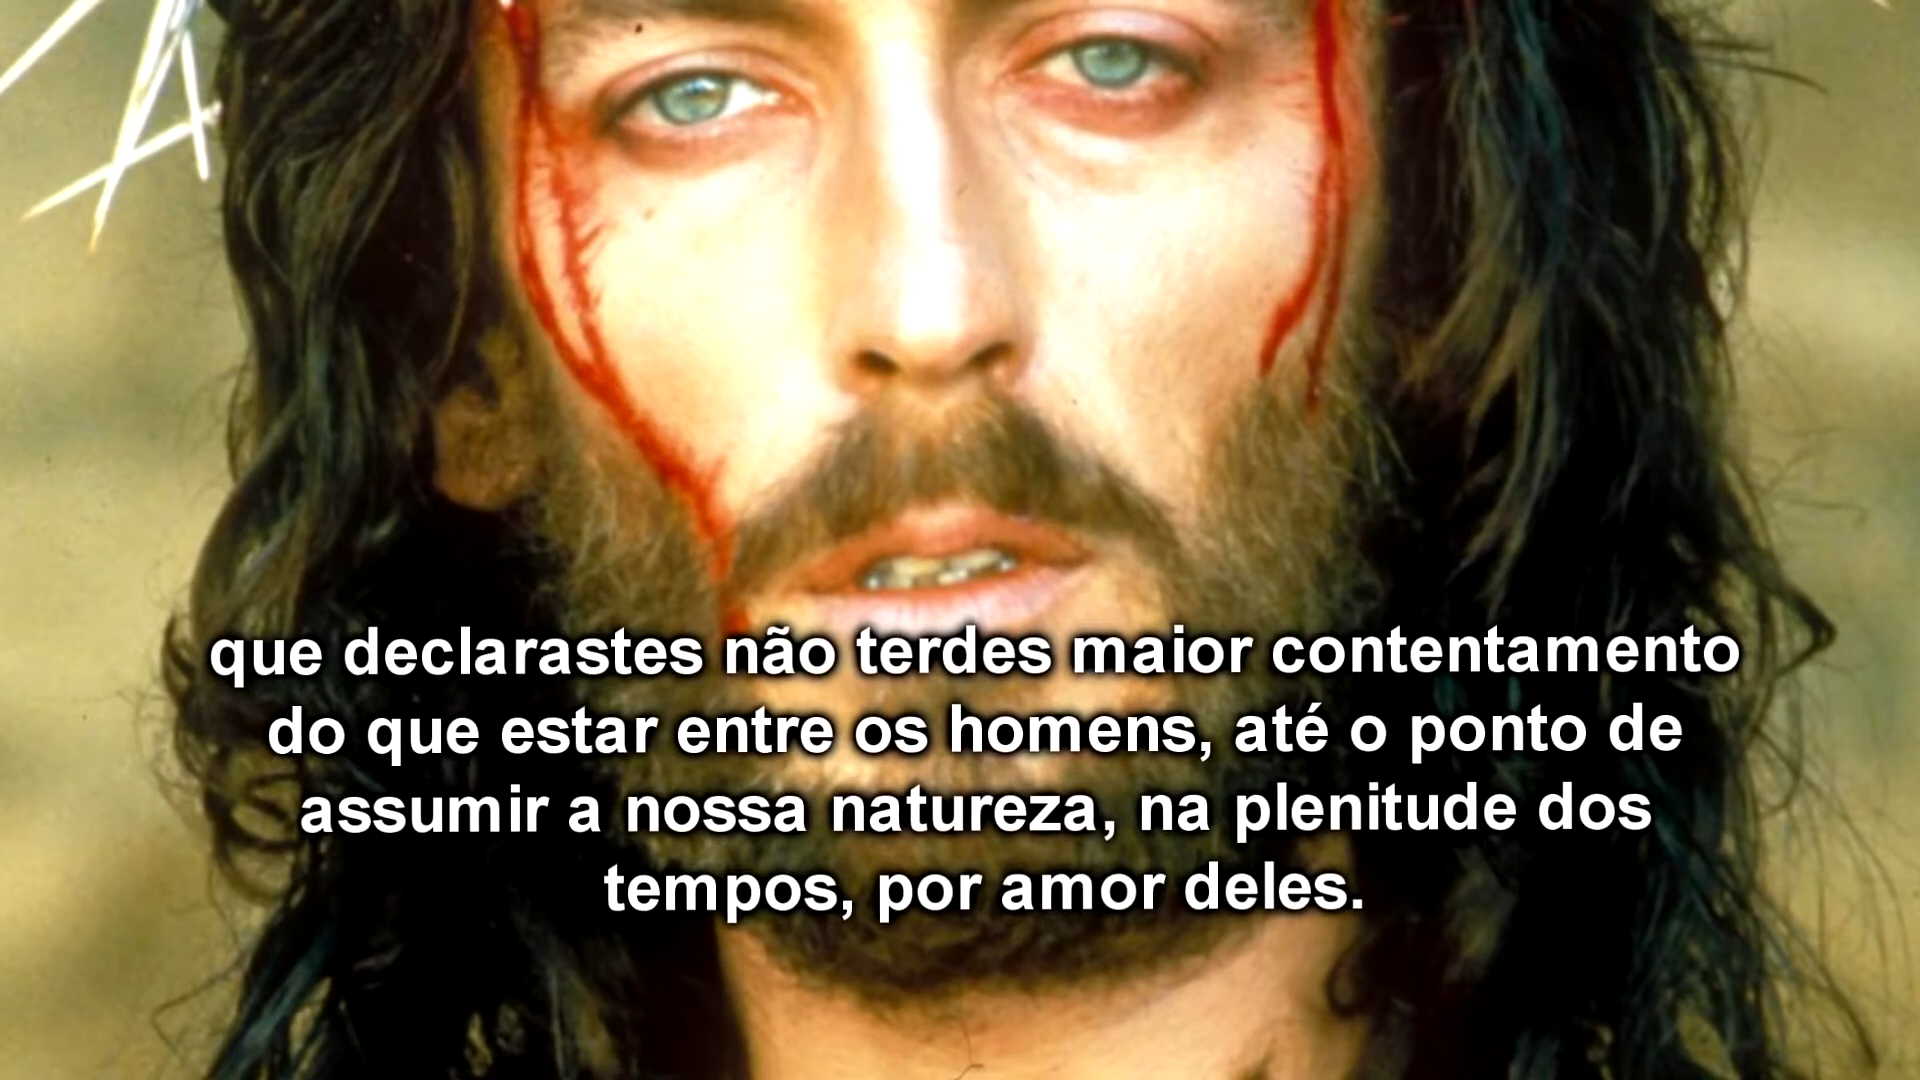 que declarastes não terdes maior contentamento
do que estar entre os homens, até o ponto de
assumir a nossa natureza, na plenitude dos
tempos, por amor deles.